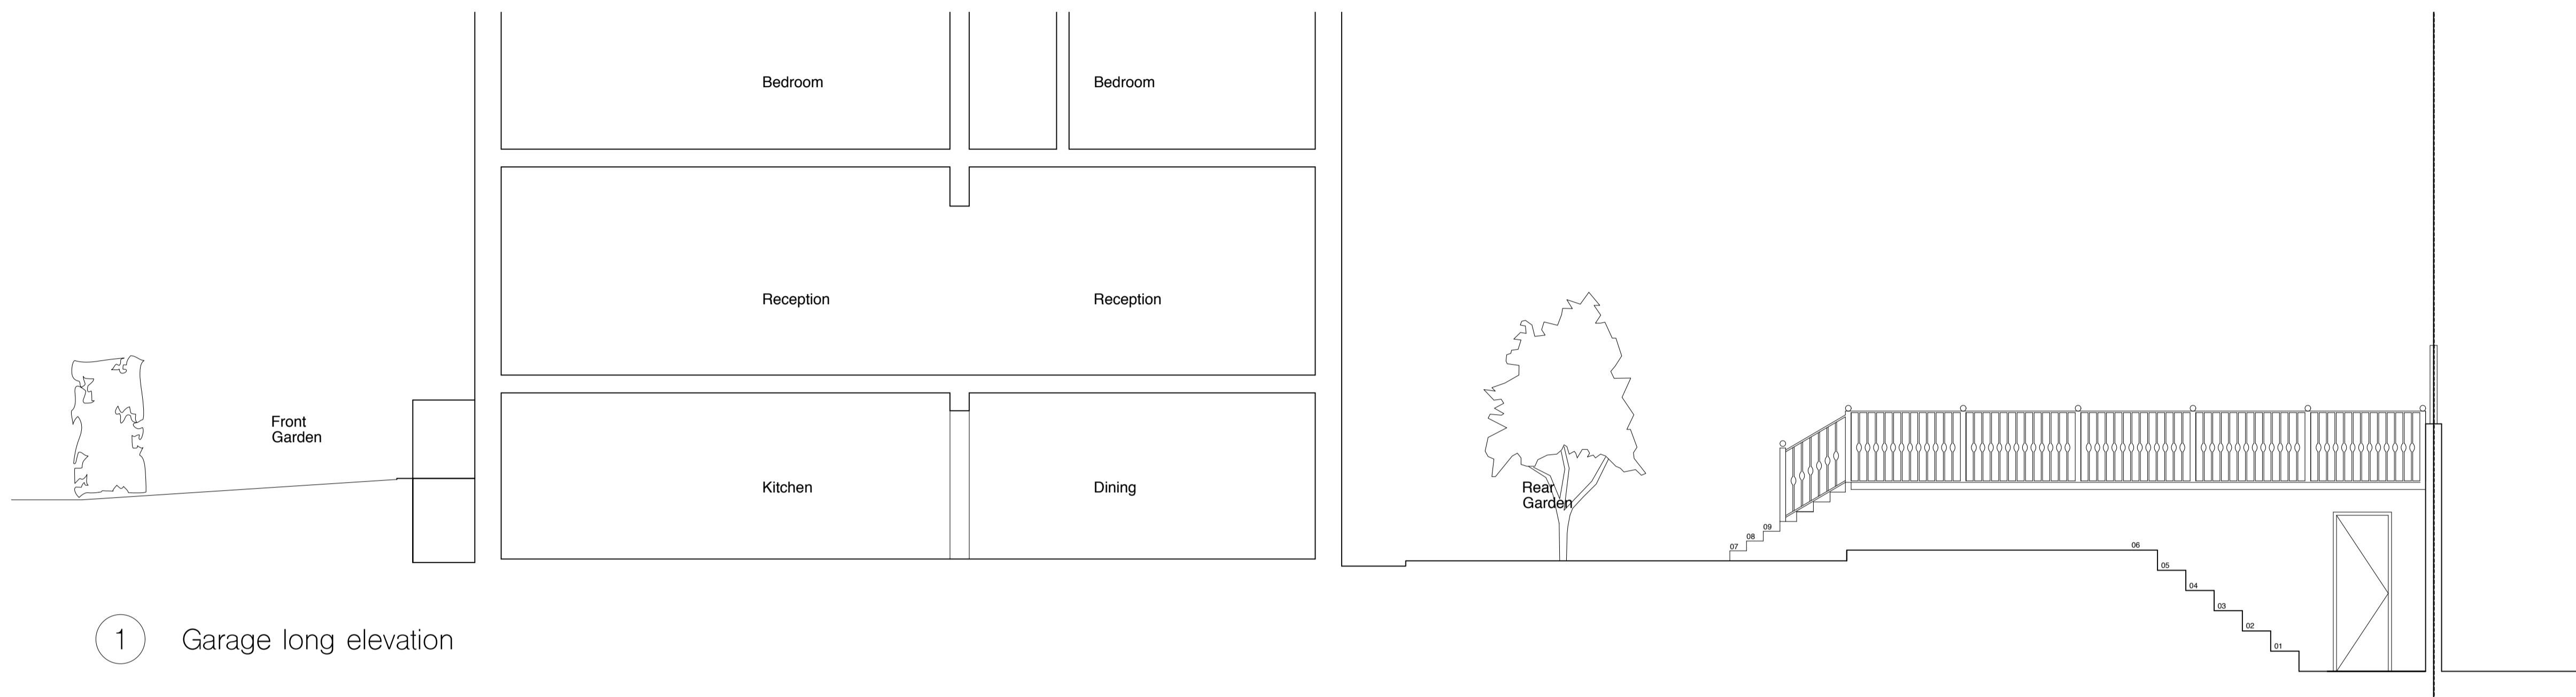 Bedroom
Bedroom
Reception
Reception
Front
Garden
Kitchen
Dining
Rear
Garden
09
08
07
06
05
04
03
02
01
1
Garage long elevation